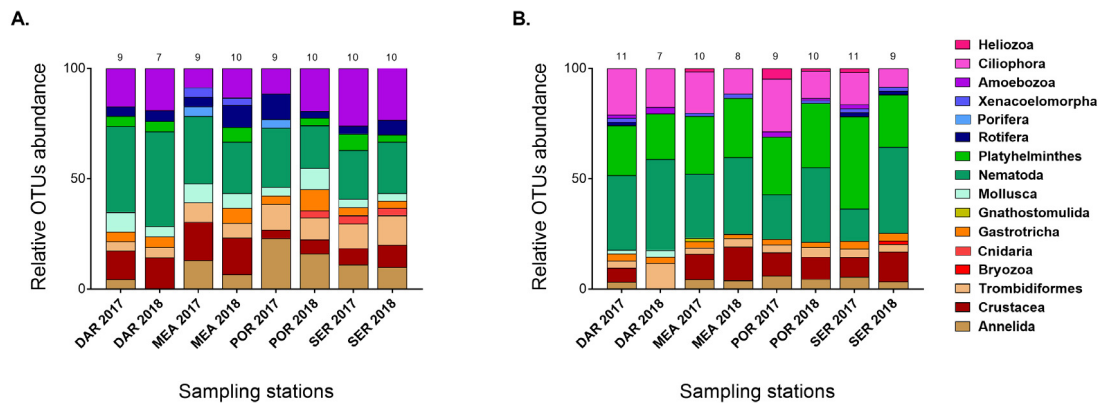 A.
9 7 9 10 9 10 10 10
100
50
0
Relative OTUs abundance
DAR 2017
DAR 2018
MEA 2017
MEA 2018
POR 2017
POR 2018
SER 2017
SER 2018
Sampling stations
B.
11 7 10 8 9 10 11 9
100
50
0
Relative OTUs abundance
DAR 2017
DAR 2018
MEA 2017
MEA 2018
POR 2017
POR 2018
SER 2017
SER 2018
Sampling stations
Heliozoa
Ciliophora
Amoebozoa
Xenacoelomorpha
Porifera
Rotifera
Platyhelminthes
Nematoda
Mollusca
Gnathostomulida
Gastrotricha
Cnidaria
Bryozoa
Trombidiformes
Crustacea
Annelida